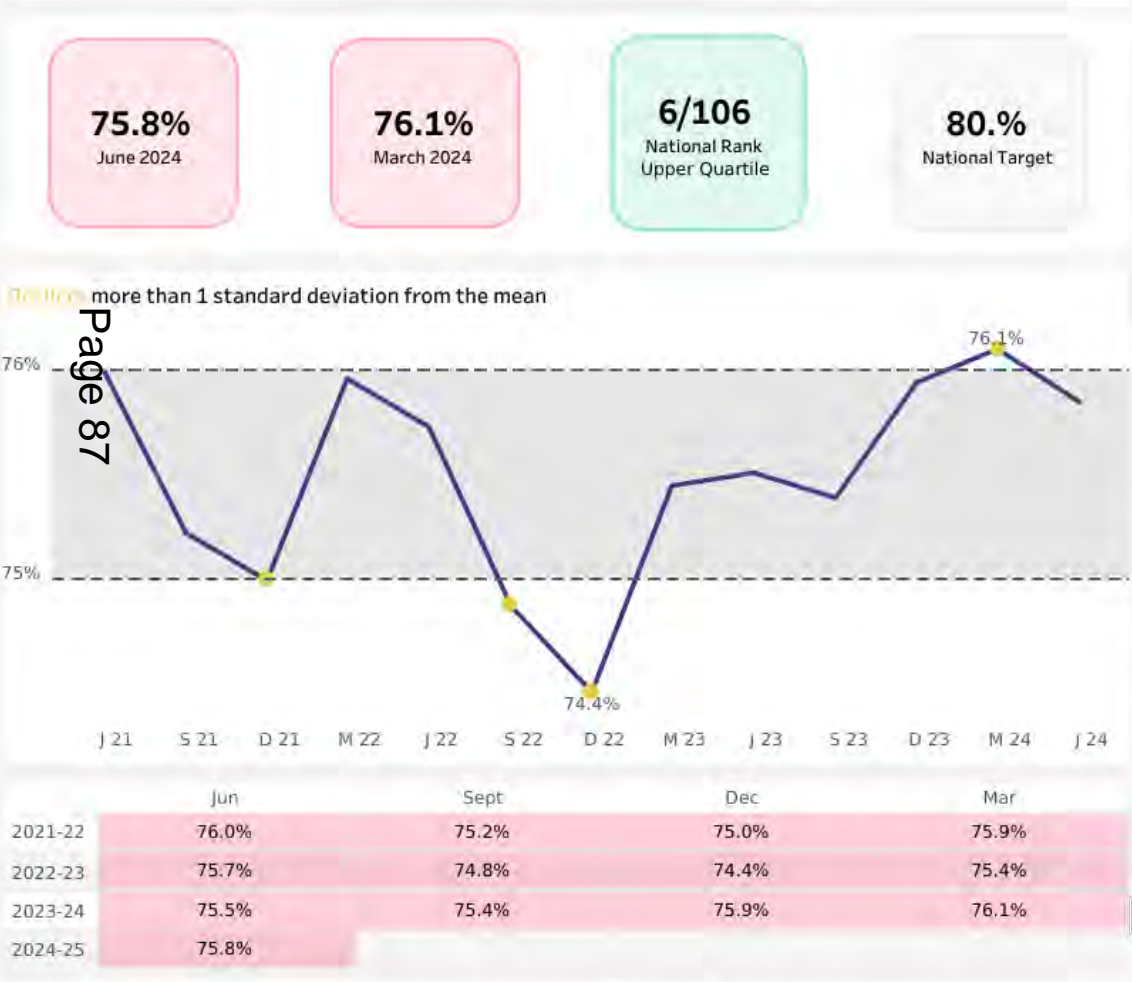 75.8%
June 2024
76.1%
March 2024
6/106
National Rank
Upper Quartile
80.%
National Target
more than 1 standard deviation from the mean
Page 87
76%
75%
76.1%
74.4%
J 21 S 21 D 21 M 22 J 22 S 22 D 22 M 23 J 23 S 23 D 23 M 24 J 24
Jun Sept Dec Mar
2021-22 76.0% 75.2% 75.0% 75.9%
2022-23 75.7% 74.8% 74.4% 75.4%
2023-24 75.5% 75.4% 75.9% 76.1%
2024-25 75.8%